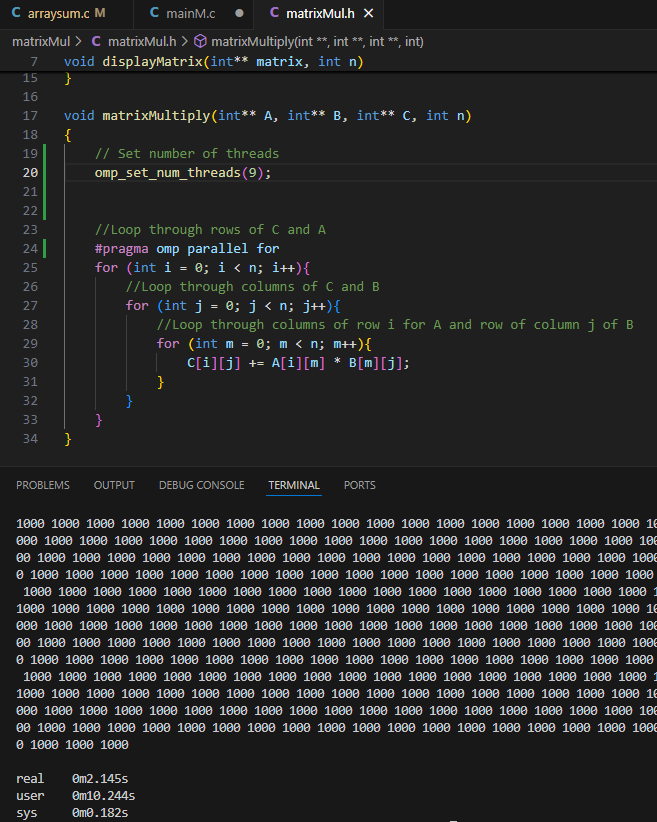 C arraysum.c M C mainM.c ● C matrixMul.h ×
matrixMul > C matrixMul.h > matrixMultiply(int **, int **, int **, int)
7 void displayMatrix(int** matrix, int n)
15 }
16
17 void matrixMultiply(int** A, int** B, int** C, int n)
18 {
19 // Set number of threads
20 omp_set_num_threads(9);
21
22
23 //Loop through rows of C and A
24 #pragma omp parallel for
25 for (int i = 0; i < n; i++){
26 //Loop through columns of C and B
27 for (int j = 0; j < n; j++){
28 //Loop through columns of row i for A and row of column j of B
29 for (int m = 0; m < n; m++){
30 C[i][j] += A[i][m] * B[m][j];
31 }
32 }
33 }
34 }
PROBLEMS OUTPUT DEBUG CONSOLE TERMINAL PORTS
1000 1000 1000 1000 1000 1000 1000 1000 1000 1000 1000 1000 1000 1000 1000 1000 1000 1000 10
000 1000 1000 1000 1000 1000 1000 1000 1000 1000 1000 1000 1000 1000 1000 1000 1000 1000 100
00 1000 1000 1000 1000 1000 1000 1000 1000 1000 1000 1000 1000 1000 1000 1000 1000 1000 1000
0 1000 1000 1000 1000 1000 1000 1000 1000 1000 1000 1000 1000 1000 1000 1000 1000 1000 1000
1000 1000 1000 1000 1000 1000 1000 1000 1000 1000 1000 1000 1000 1000 1000 1000 1000 1000 1
1000 1000 1000 1000 1000 1000 1000 1000 1000 1000 1000 1000 1000 1000 1000 1000 1000 1000 10
000 1000 1000 1000 1000 1000 1000 1000 1000 1000 1000 1000 1000 1000 1000 1000 1000 1000 100
00 1000 1000 1000 1000 1000 1000 1000 1000 1000 1000 1000 1000 1000 1000 1000 1000 1000 1000
0 1000 1000 1000 1000 1000 1000 1000 1000 1000 1000 1000 1000 1000 1000 1000 1000 1000 1000
1000 1000 1000 1000 1000 1000 1000 1000 1000 1000 1000 1000 1000 1000 1000 1000 1000 1000 1
1000 1000 1000 1000 1000 1000 1000 1000 1000 1000 1000 1000 1000 1000 1000 1000 1000 1000 10
000 1000 1000 1000 1000 1000 1000 1000 1000 1000 1000 1000 1000 1000 1000 1000 1000 1000 100
00 1000 1000 1000 1000 1000 1000 1000 1000 1000 1000 1000 1000 1000 1000 1000 1000 1000 1000
0 1000 1000 1000
real 0m2.145s
user 0m10.244s
sys 0m0.182s